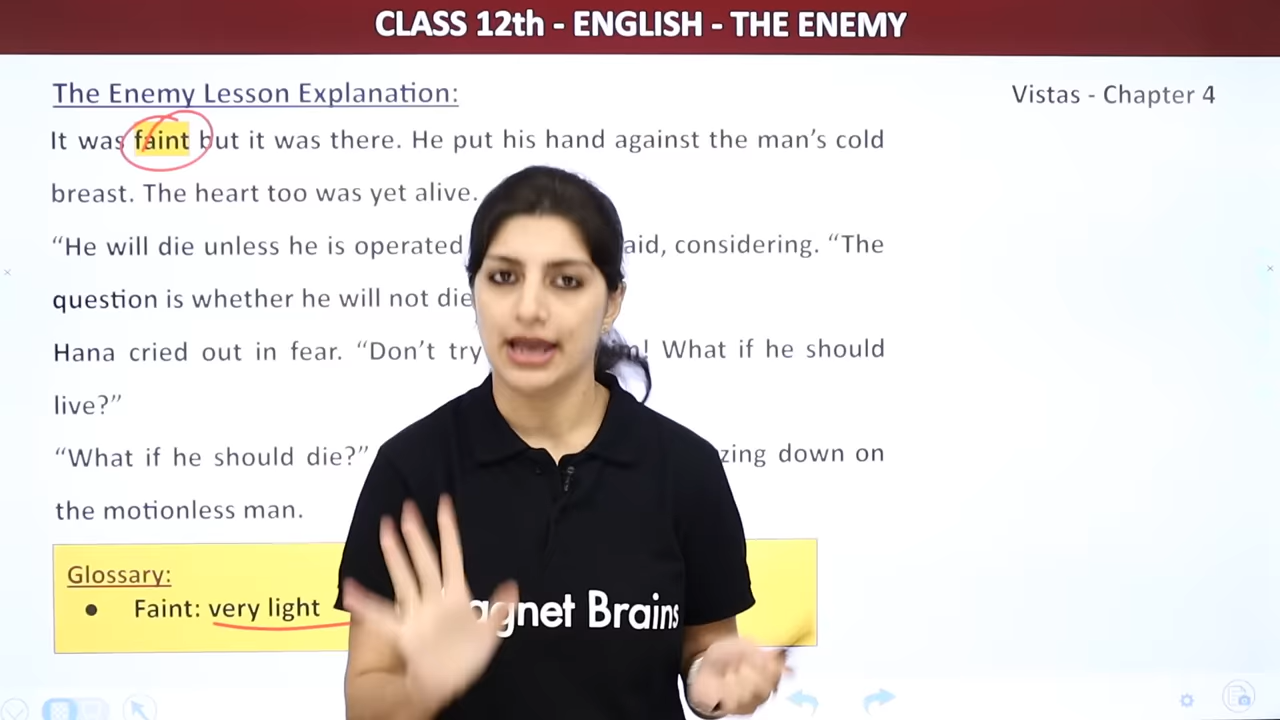 CLASS 12th - ENGLISH - THE ENEMY
The Enemy Lesson Explanation:
Vistas - Chapter 4
It was faint but it was there. He put his hand against the man’s cold
breast. The heart too was yet alive.
“He will die unless he is operated aid, considering. “The
question is whether he will not die
Hana cried out in fear. “Don’t try m! What if he should
live?”
“What if he should die?” zing down on
the motionless man.
Glossary:
• Faint: very light
agnet Brains